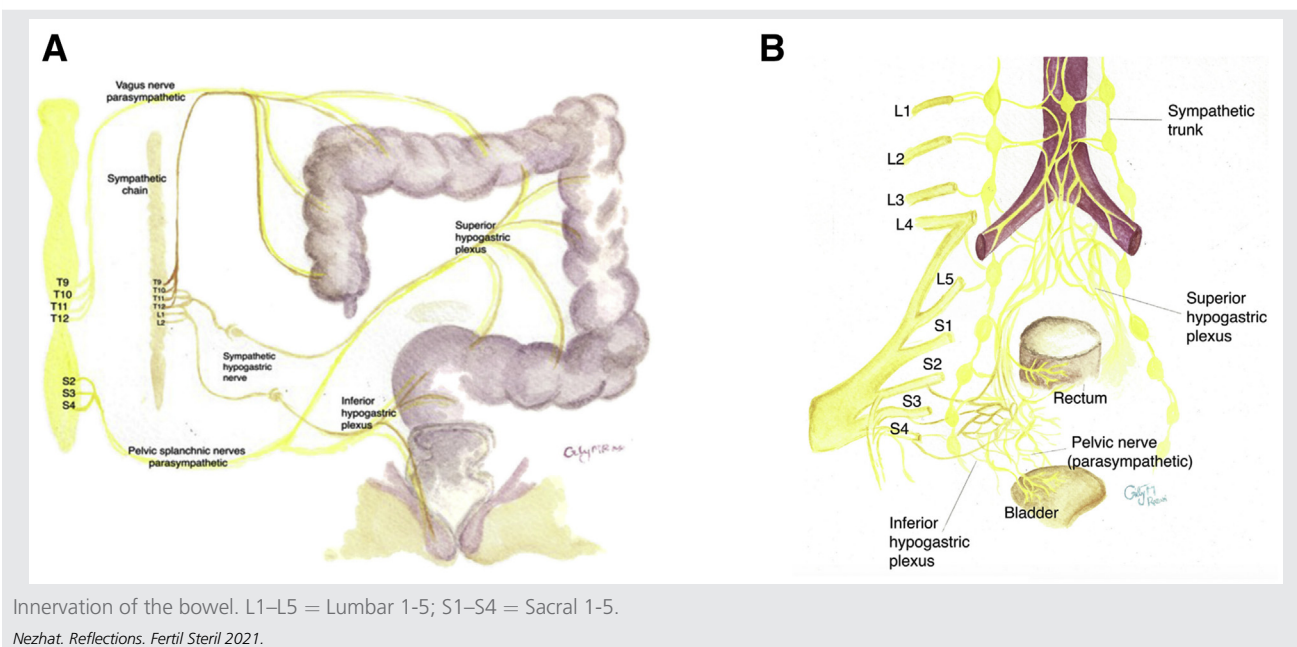 A
Vagus nerve
parasympathetic
Sympathetic
chain
T9
T10
T11
T12
S2
S3
S4
T9
T10
T11
T12
L1
L2
Superior
hypogastric
plexus
Sympathetic
hypogastric
nerve
Inferior
hypogastric
plexus
Pelvic splanchnic nerves
parasympathetic
B
L1
L2
L3
L4
L5
S1
S2
S3
S4
Sympathetic
trunk
Superior
hypogastric
plexus
Rectum
Pelvic nerve
(parasympathetic)
Bladder
Inferior
hypogastric
plexus
Innervation of the bowel. L1–L5 = Lumbar 1-5; S1–S4 = Sacral 1-5.
Nezhat. Reflections. Fertil Steril 2021.